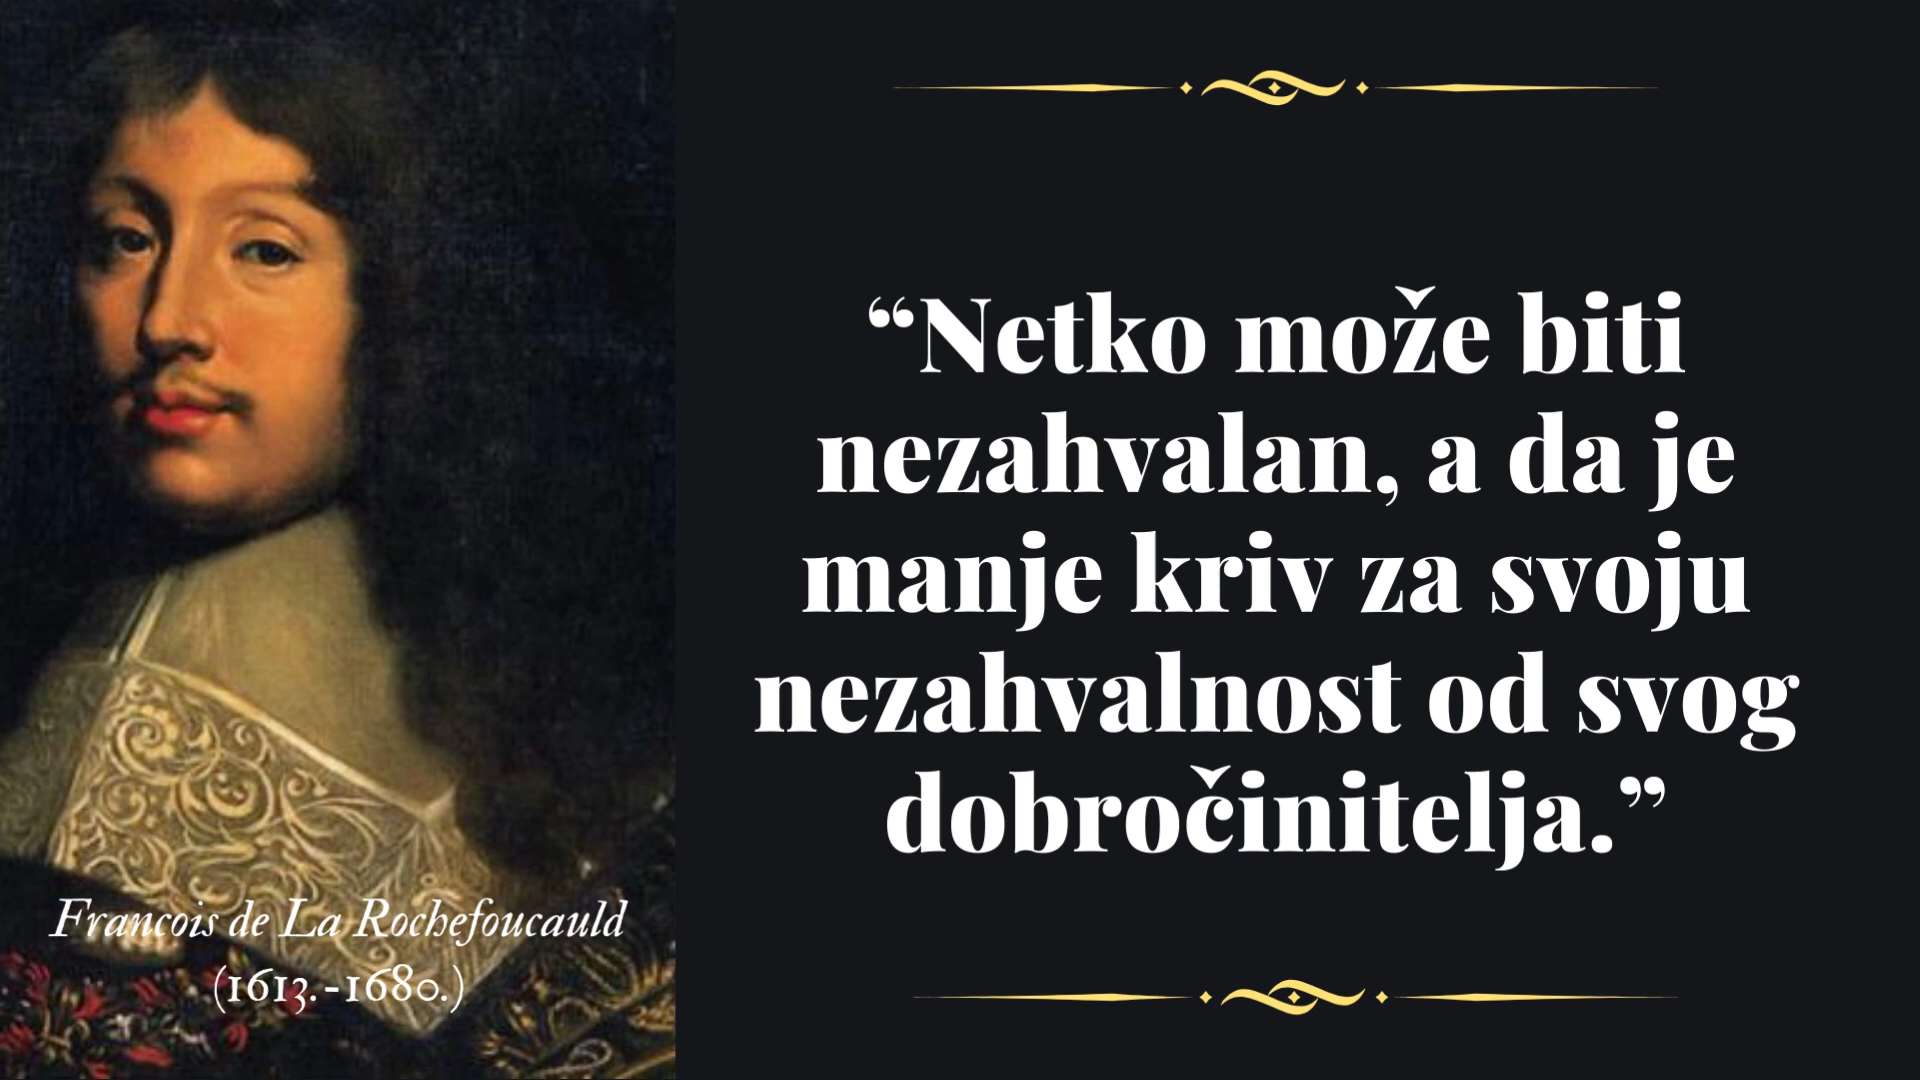 “Netko može biti
nezahvalan, a da je
manje kriv za svoju
nezahvalnost od svog
dobročinitelja.”
Francois de La Rochefoucauld
(1613.-1680.)